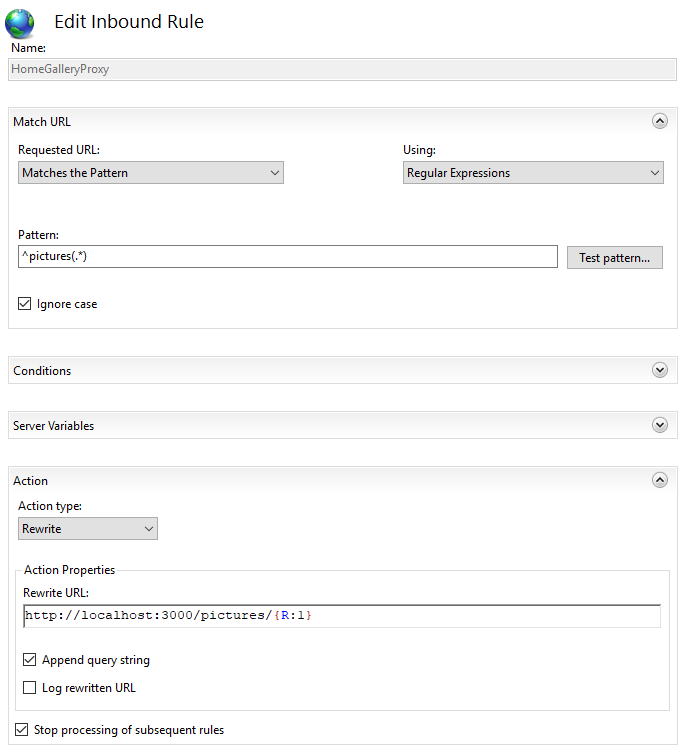 Edit Inbound Rule
Name:
HomeGalleryProxy
Match URL
Requested URL: Using:
Matches the Pattern Regular Expressions
Pattern:
^pictures(.*) Test pattern...
Ignore case
Conditions
Server Variables
Action
Action type:
Rewrite
Action Properties
Rewrite URL:
http://localhost:3000/pictures/{R:1}
Append query string
Log rewritten URL
Stop processing of subsequent rules